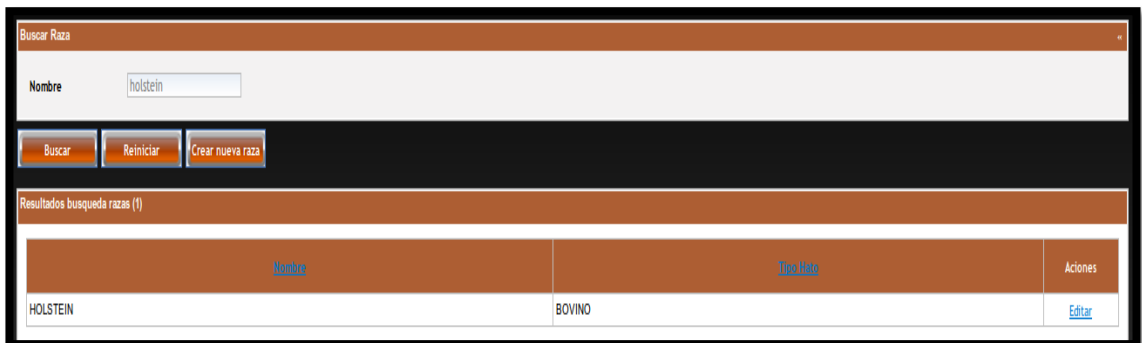 Buscar Raza «
Nombre holstein
Buscar Reiniciar Crear nueva raza
Resultados busqueda razas (1)
Nombre Tipo Hato Aciones
HOLSTEIN BOVINO Editar